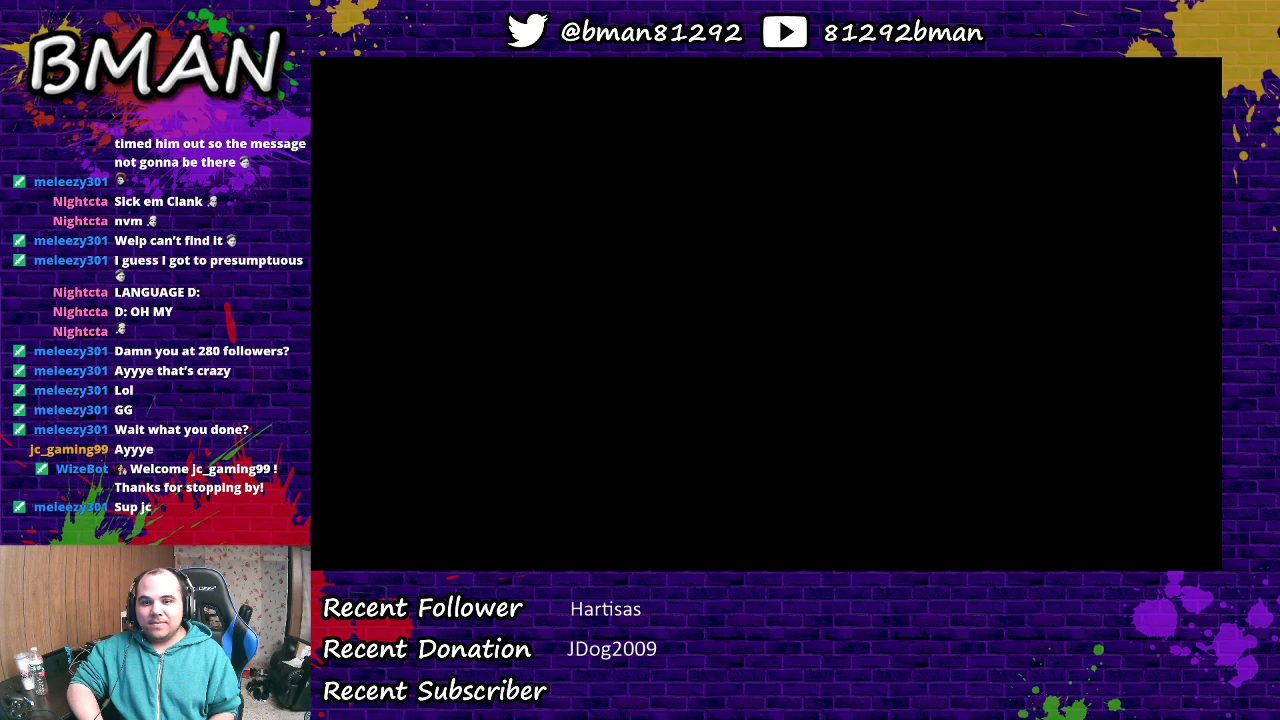 BMAN
@bman81292
81292bman
timed him out so the message
not gonna be there
meleezy301
Nightcta Sick em Clank
Nightcta nvm
meleezy301 Welp can't find it
meleezy301 I guess I got to presumptuous
Nightcta LANGUAGE D:
Nightcta D: OH MY
Nightcta
meleezy301 Damn you at 280 followers?
meleezy301 Ayyye that's crazy
meleezy301 Lol
meleezy301 GG
meleezy301 Wait what you done?
jc_gaming99 Ayyye
WizeBot Welcome jc_gaming99 !
Thanks for stopping by!
meleezy301 Sup jc
Recent Follower Hartisas
Recent Donation JDog2009
Recent Subscriber